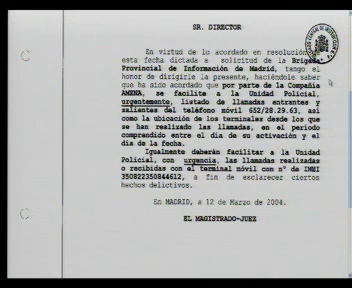 SR. DIRECTOR
En virtud de lo acordado en resolución de
esta fecha dictada a solicitud de la Brigada
Provincial de Información de Madrid, tengo el
honor de dirigirle la presente, haciéndole saber
que ha sido acordado que por parte de la Compañía
AMENA, se facilite a la Unidad Policial,
urgentemente, listado de llamadas entrantes y
salientes del teléfono móvil 652/28.29.63, asi
como la ubicación de los terminales desde los que
se han realizado las llamadas, en el periodo
comprendido entre el día de su activación y el
día de la fecha.
Igualmente deberán facilitar a la Unidad
Policial, con urgencia, las llamadas realizadas
o recibidas con el terminal móvil con nº de IMEI
350822350844612, a fin de esclarecer ciertos
hechos delictivos.
En MADRID, a 12 de Marzo de 2004.
EL MAGISTRADO-JUEZ